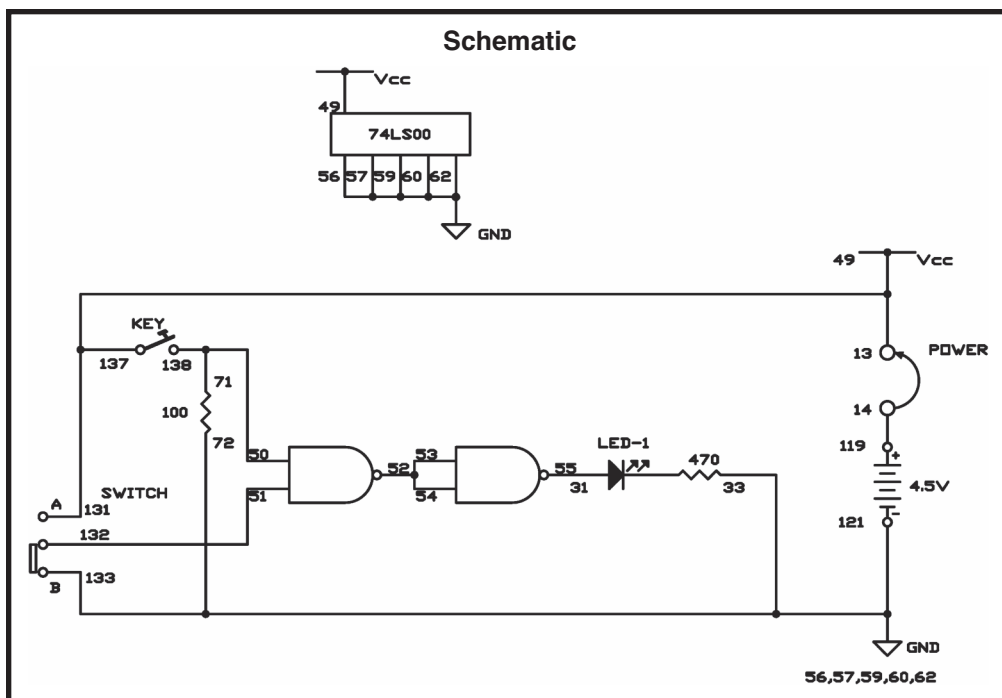 Schematic
Vcc
49
74LS00
56 57 59 60 62
GND
49 Vcc
KEY
137 138
13 POWER
71
100
14
72
LED-1 470
119
+
50 53
52 55
31 33
4.5V
51 54
SWITCH
A
131
-
121
132
133
B
GND
56,57,59,60,62